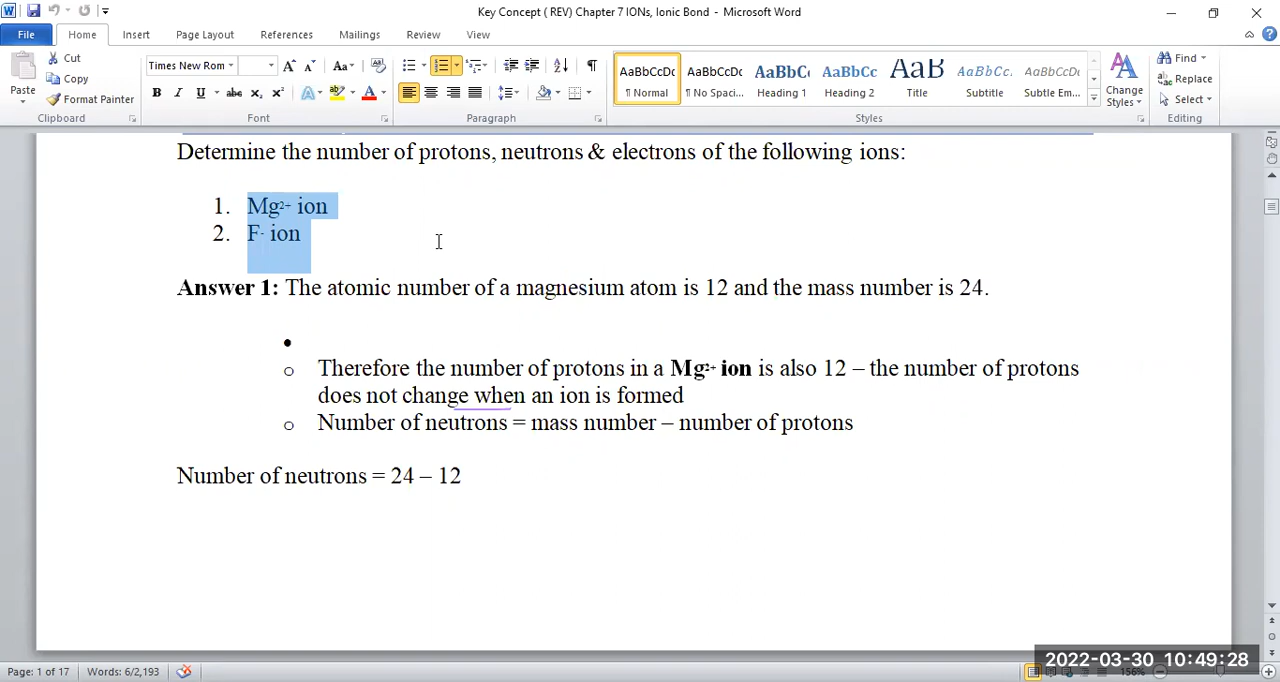 Key Concept ( REV) Chapter 7 IONs, Ionic Bond - Microsoft Word
File Home Insert Page Layout References Mailings Review View
Cut
Copy
Format Painter
Paste
Clipboard
Times New Rom
Font
Paragraph
AaBbCcDc AaBbCcDc AaBbC AaBbCc AaB AaBbCc. AaBbCcDc
¶ Normal ¶ No Spaci... Heading 1 Heading 2 Title Subtitle Subtle Em...
Change
Styles
Styles
Find
Replace
Select
Editing
Determine the number of protons, neutrons & electrons of the following ions:
1. Mg²⁺ ion
2. F⁻ ion
Answer 1: The atomic number of a magnesium atom is 12 and the mass number is 24.
Therefore the number of protons in a Mg²⁺ ion is also 12 – the number of protons
does not change when an ion is formed
Number of neutrons = mass number – number of protons
Number of neutrons = 24 – 12
Page: 1 of 17 Words: 6/2,193
156%
2022-03-30 10:49:28